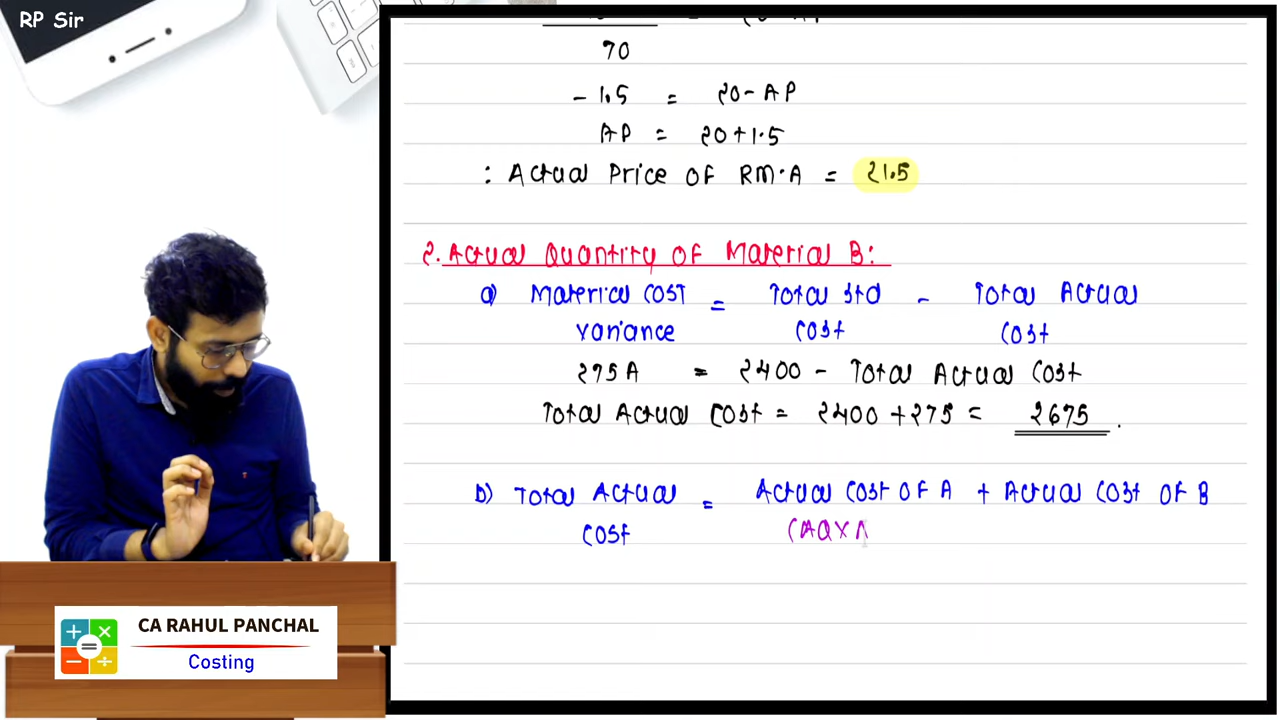 RP Sir
70
- 1.5 = 20 - AP
AP = 20 + 1.5
: Actual Price of RM.A = 21.5
2. Actual Quantity of Material B:
a) Material Cost = Total Std - Total Actual
variance Cost Cost
275A = 2400 - Total Actual Cost
Total Actual Cost = 2400 + 275 = 2675 .
b) Total Actual = Actual Cost of A + Actual Cost of B
Cost (AQ X A
CA RAHUL PANCHAL
Costing